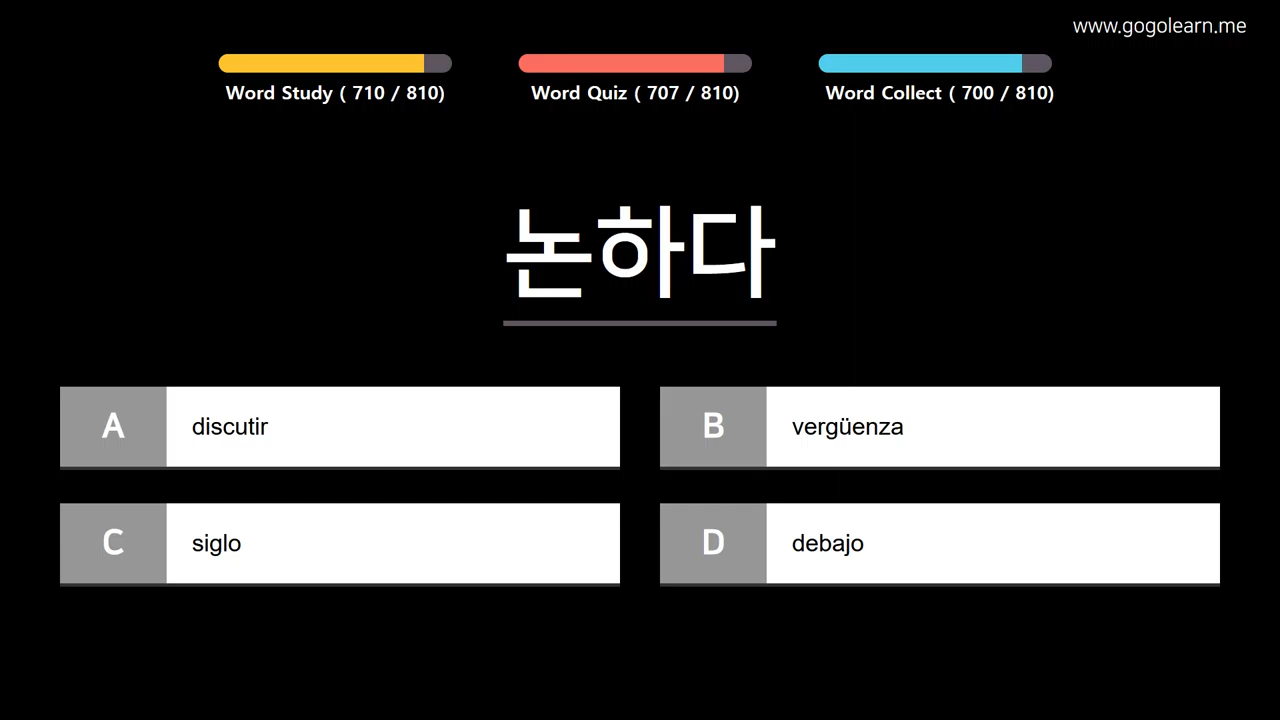 www.gogolearn.me
Word Study ( 710 / 810)
Word Quiz ( 707 / 810)
Word Collect ( 700 / 810)
논하다
A discutir
B vergüenza
C siglo
D debajo